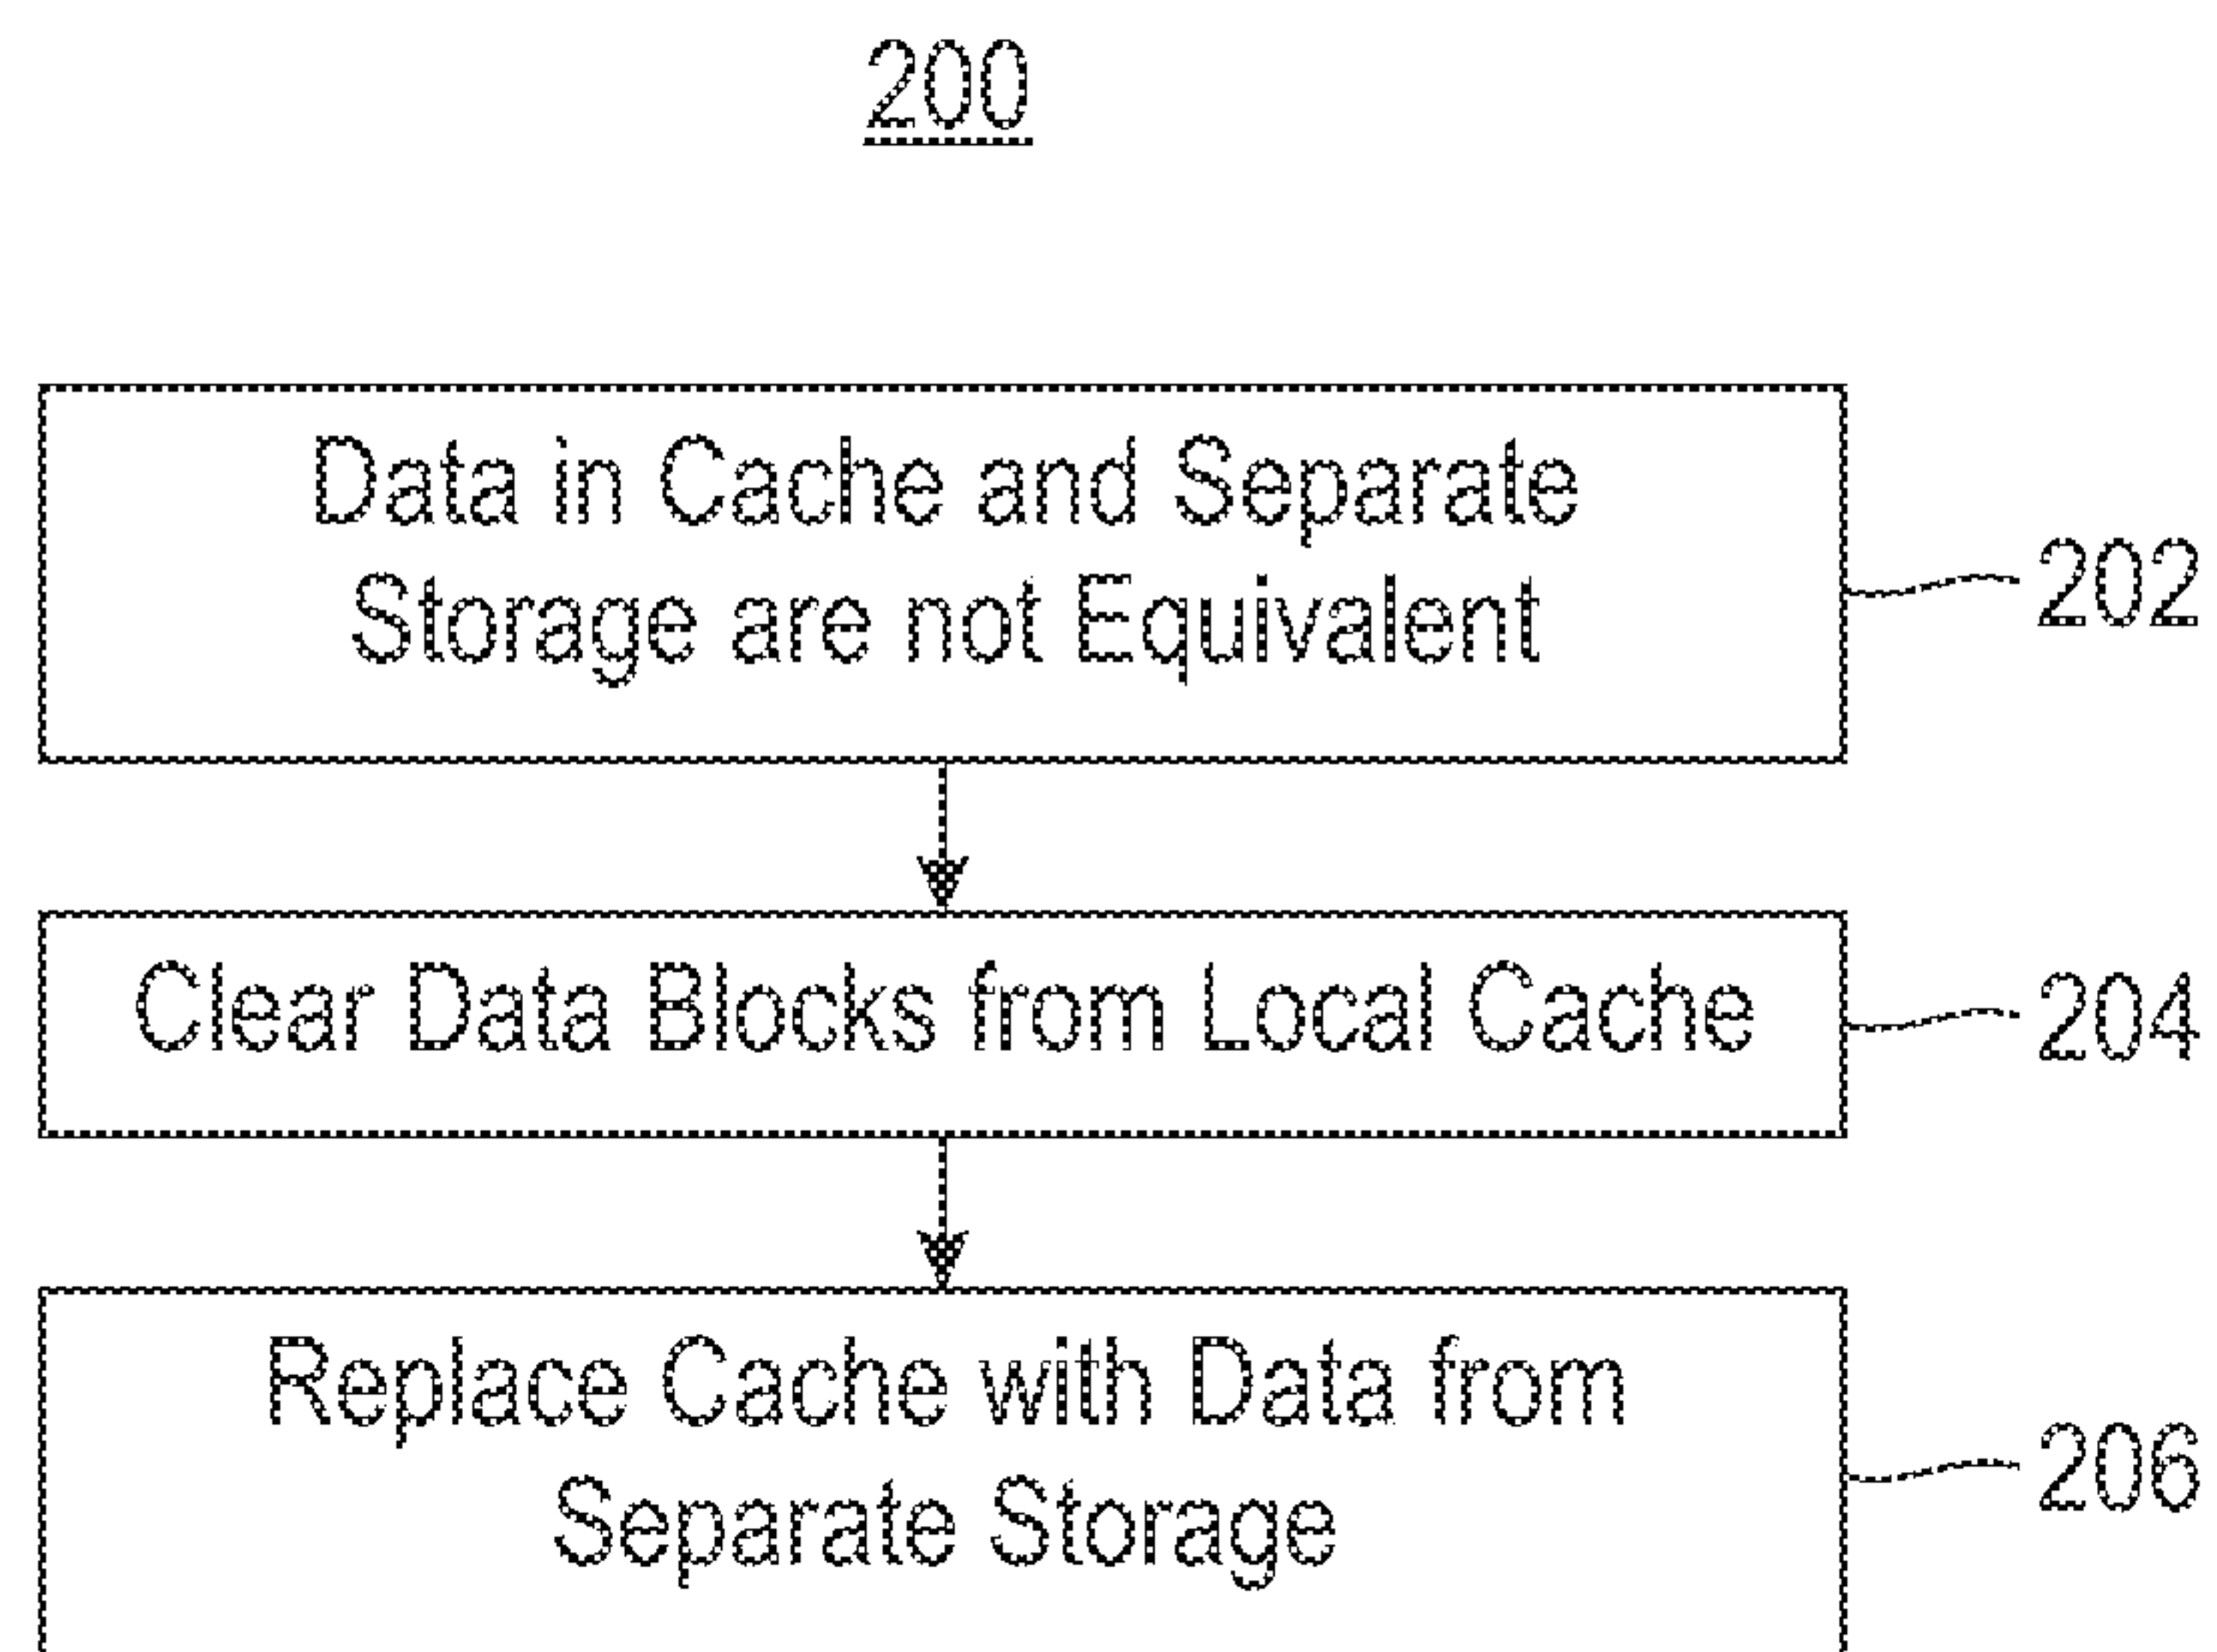 200
Data in Cache and Separate
Storage are not Equivalent
202
Clear Data Blocks from Local Cache
204
Replace Cache with Data from
Separate Storage
206